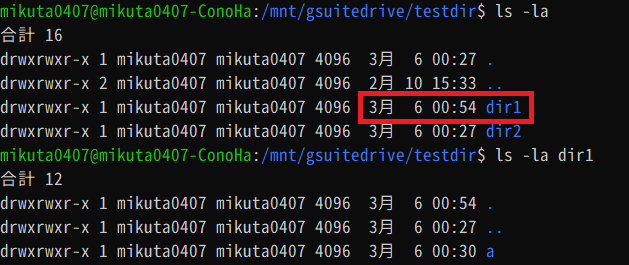 mikuta0407@mikuta0407-ConoHa:/mnt/gsuitedrive/testdir$ ls -la
合計 16
drwxrwxr-x 1 mikuta0407 mikuta0407 4096  3月  6 00:27 .
drwxrwxr-x 2 mikuta0407 mikuta0407 4096  2月 10 15:33 ..
drwxrwxr-x 1 mikuta0407 mikuta0407 4096  3月  6 00:54 dir1
drwxrwxr-x 1 mikuta0407 mikuta0407 4096  3月  6 00:27 dir2
mikuta0407@mikuta0407-ConoHa:/mnt/gsuitedrive/testdir$ ls -la dir1
合計 12
drwxrwxr-x 1 mikuta0407 mikuta0407 4096  3月  6 00:54 .
drwxrwxr-x 1 mikuta0407 mikuta0407 4096  3月  6 00:27 ..
drwxrwxr-x 1 mikuta0407 mikuta0407 4096  3月  6 00:30 a